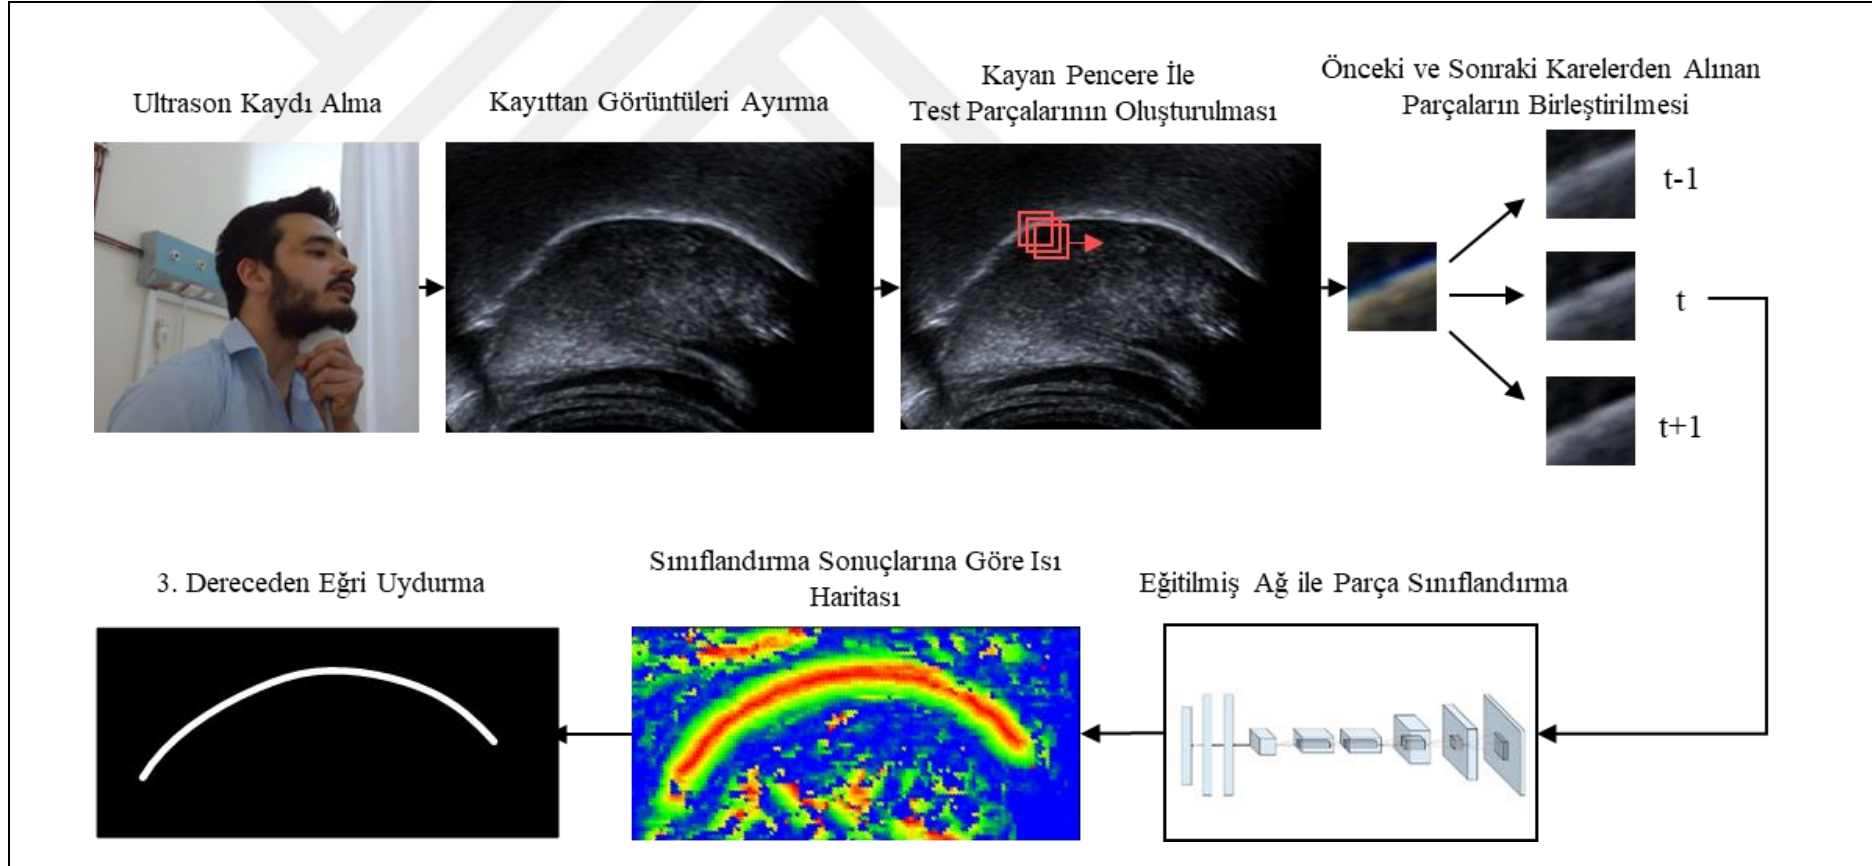 Ultrason Kaydı Alma
Kayıttan Görüntüleri Ayırma
Kayan Pencere İle
Test Parçalarının Oluşturulması
Önceki ve Sonraki Karelerden Alınan
Parçaların Birleştirilmesi
t-1
t
t+1
3. Dereceden Eğri Uydurma
Sınıflandırma Sonuçlarına Göre Isı
Haritası
Eğitilmiş Ağ ile Parça Sınıflandırma